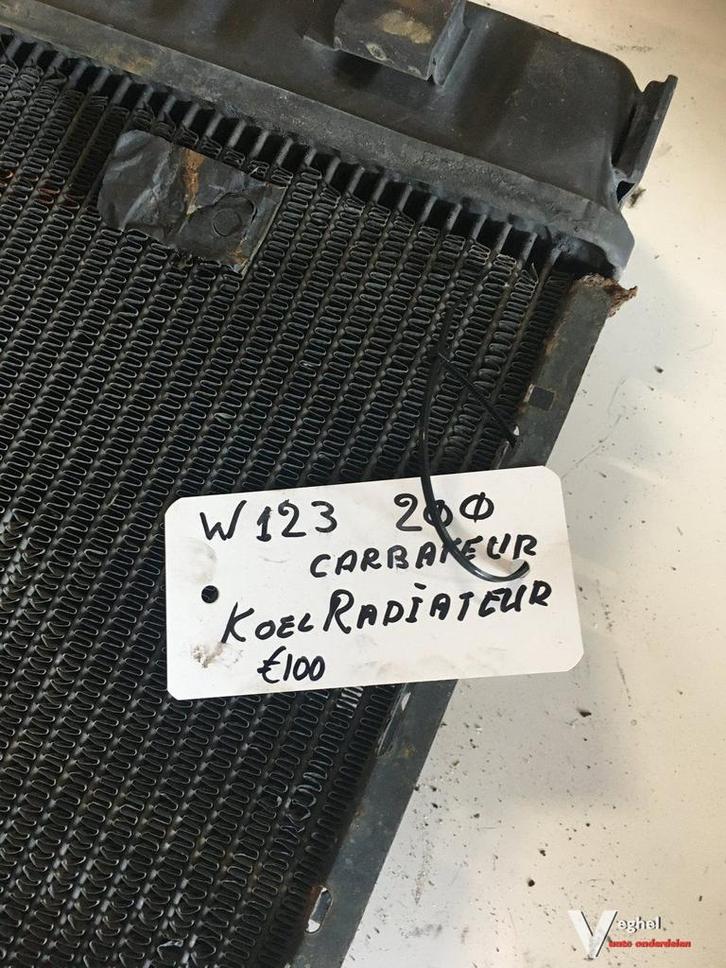 W123 200
CARBATEUR
KOELRADIATEUR
€100
Veghel
auto onderdelen